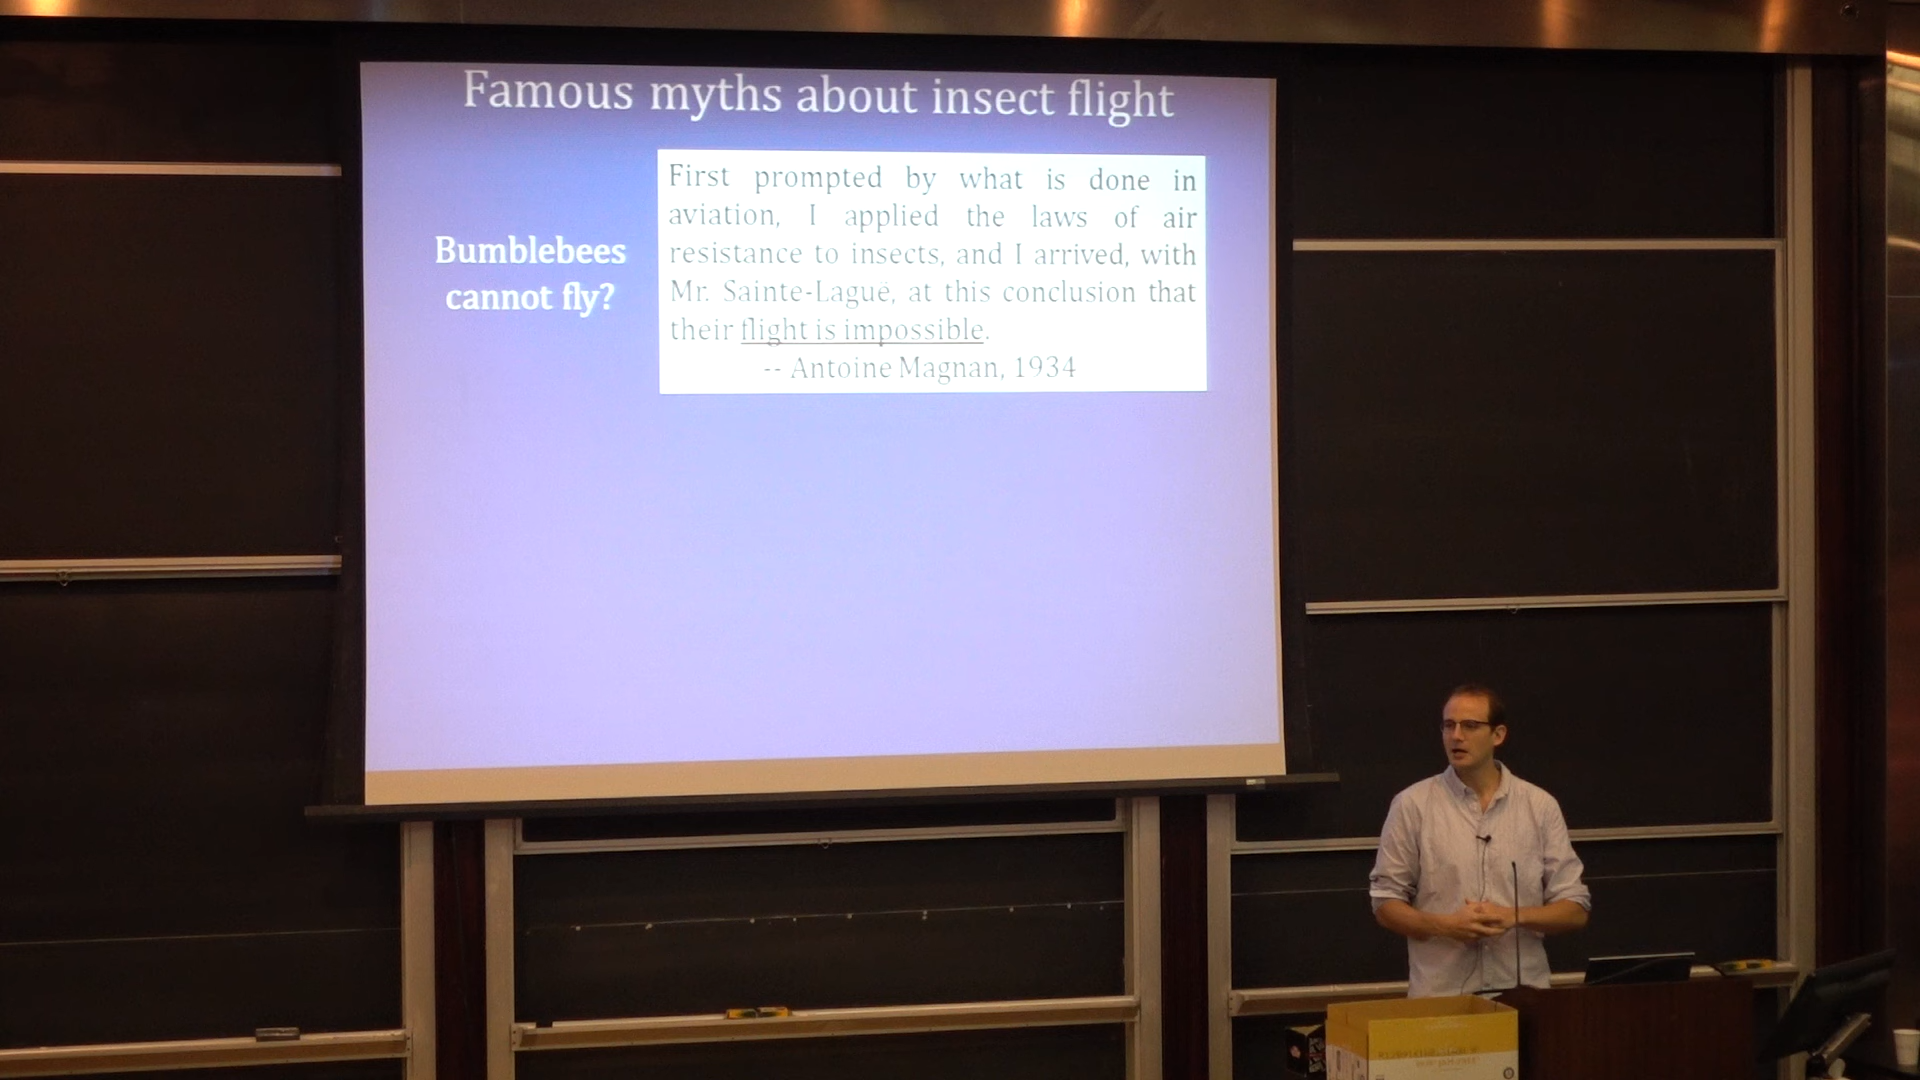 Famous myths about insect flight
Bumblebees
cannot fly?
First prompted by what is done in
aviation, I applied the laws of air
resistance to insects, and I arrived, with
Mr. Sainte-Laguë, at this conclusion that
their flight is impossible.
-- Antoine Magnan, 1934